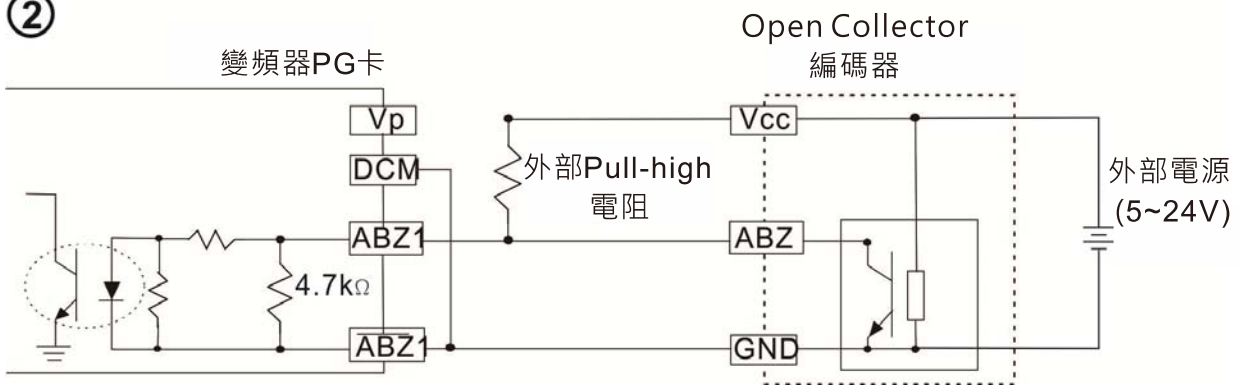 ②
變頻器PG卡
Vp
DCM
ABZ1
4.7kΩ
A̅B̅Z̅1
外部Pull-high
電阻
Open Collector
編碼器
Vcc
ABZ
GND
外部電源
(5~24V)